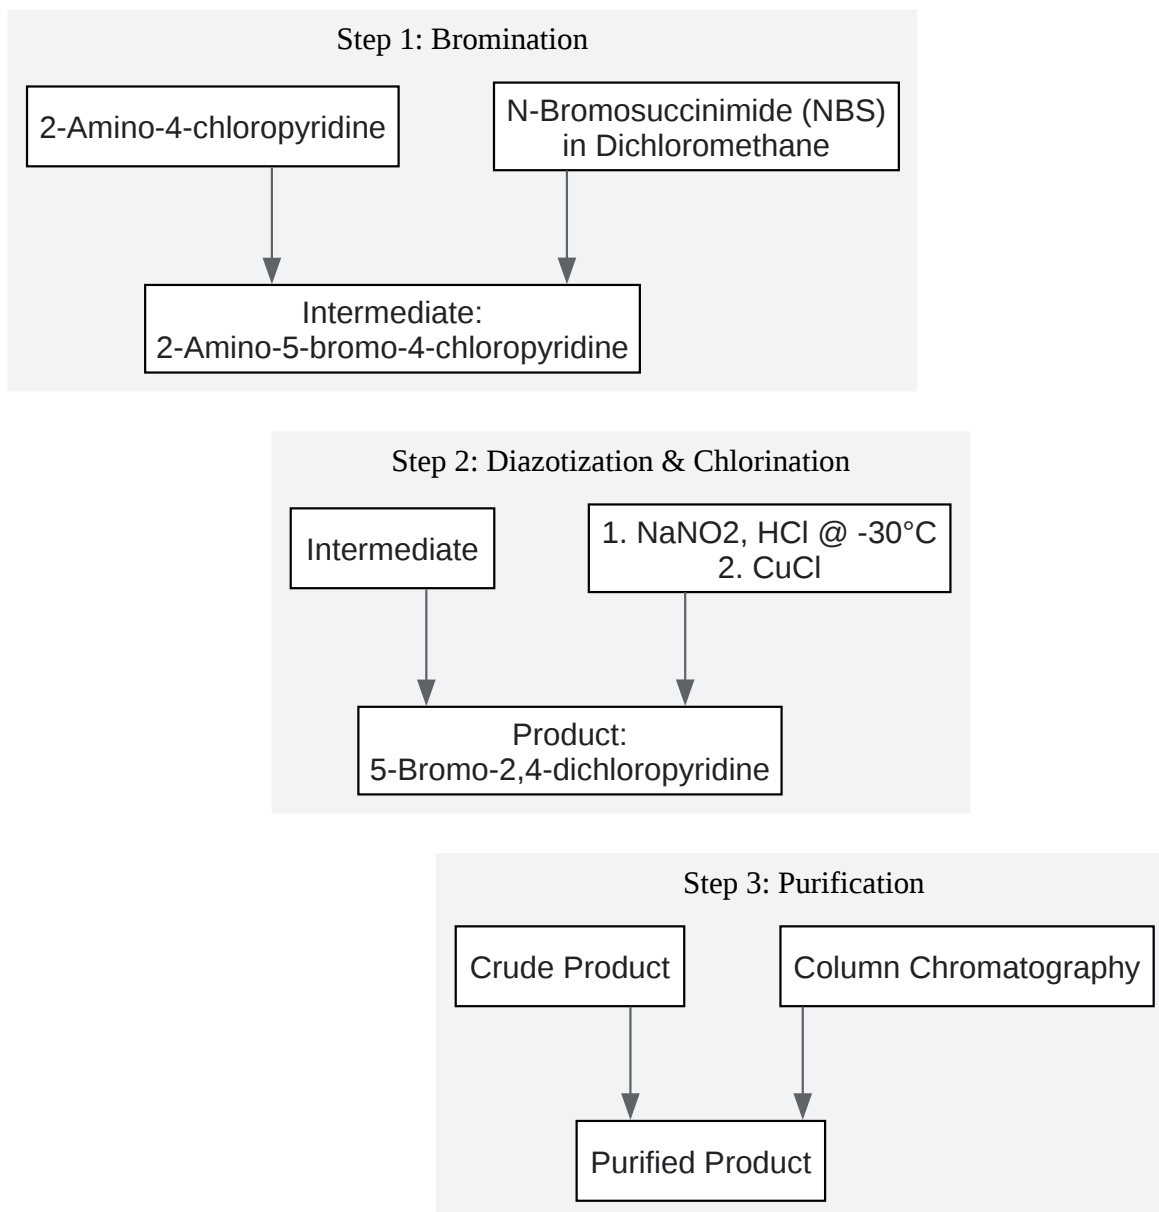 Step 1: Bromination
2-Amino-4-chloropyridine
N-Bromosuccinimide (NBS)
in Dichloromethane
Intermediate:
2-Amino-5-bromo-4-chloropyridine
Step 2: Diazotization & Chlorination
Intermediate
1. NaNO2, HCl @ -30°C
2. CuCl
Product:
5-Bromo-2,4-dichloropyridine
Step 3: Purification
Crude Product
Column Chromatography
Purified Product